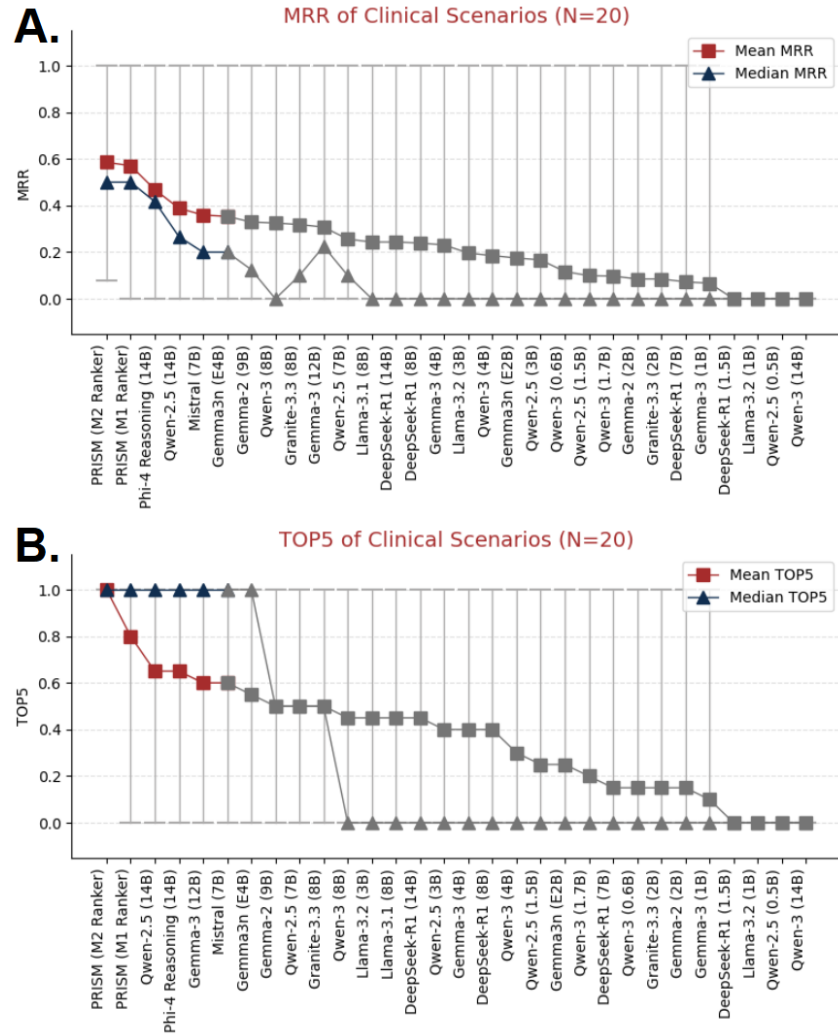 A.
MRR of Clinical Scenarios (N=20)
Mean MRR
Median MRR
1.0
0.8
0.6
0.4
0.2
0.0
MRR
PRISM (M2 Ranker)
PRISM (M1 Ranker)
Phi-4 Reasoning (14B)
Qwen-2.5 (14B)
Mistral (7B)
Gemma3n (E4B)
Gemma-2 (9B)
Qwen-3 (8B)
Granite-3.3 (8B)
Gemma-3 (12B)
Qwen-2.5 (7B)
Llama-3.1 (8B)
DeepSeek-R1 (14B)
DeepSeek-R1 (8B)
Gemma-3 (4B)
Llama-3.2 (3B)
Qwen-3 (4B)
Gemma3n (E2B)
Qwen-2.5 (3B)
Qwen-3 (0.6B)
Qwen-2.5 (1.5B)
Qwen-3 (1.7B)
Gemma-2 (2B)
Granite-3.3 (2B)
DeepSeek-R1 (7B)
Gemma-3 (1B)
DeepSeek-R1 (1.5B)
Llama-3.2 (1B)
Qwen-2.5 (0.5B)
Qwen-3 (14B)
B.
TOP5 of Clinical Scenarios (N=20)
Mean TOP5
Median TOP5
1.0
0.8
0.6
0.4
0.2
0.0
TOP5
PRISM (M2 Ranker)
PRISM (M1 Ranker)
Qwen-2.5 (14B)
Phi-4 Reasoning (14B)
Gemma-3 (12B)
Mistral (7B)
Gemma3n (E4B)
Gemma-2 (9B)
Qwen-2.5 (7B)
Granite-3.3 (8B)
Qwen-3 (8B)
Llama-3.2 (3B)
Llama-3.1 (8B)
DeepSeek-R1 (14B)
Qwen-2.5 (3B)
Gemma-3 (4B)
DeepSeek-R1 (8B)
Qwen-3 (4B)
Qwen-2.5 (1.5B)
Gemma3n (E2B)
Qwen-3 (1.7B)
DeepSeek-R1 (7B)
Qwen-3 (0.6B)
Granite-3.3 (2B)
Gemma-2 (2B)
Gemma-3 (1B)
DeepSeek-R1 (1.5B)
Llama-3.2 (1B)
Qwen-2.5 (0.5B)
Qwen-3 (14B)